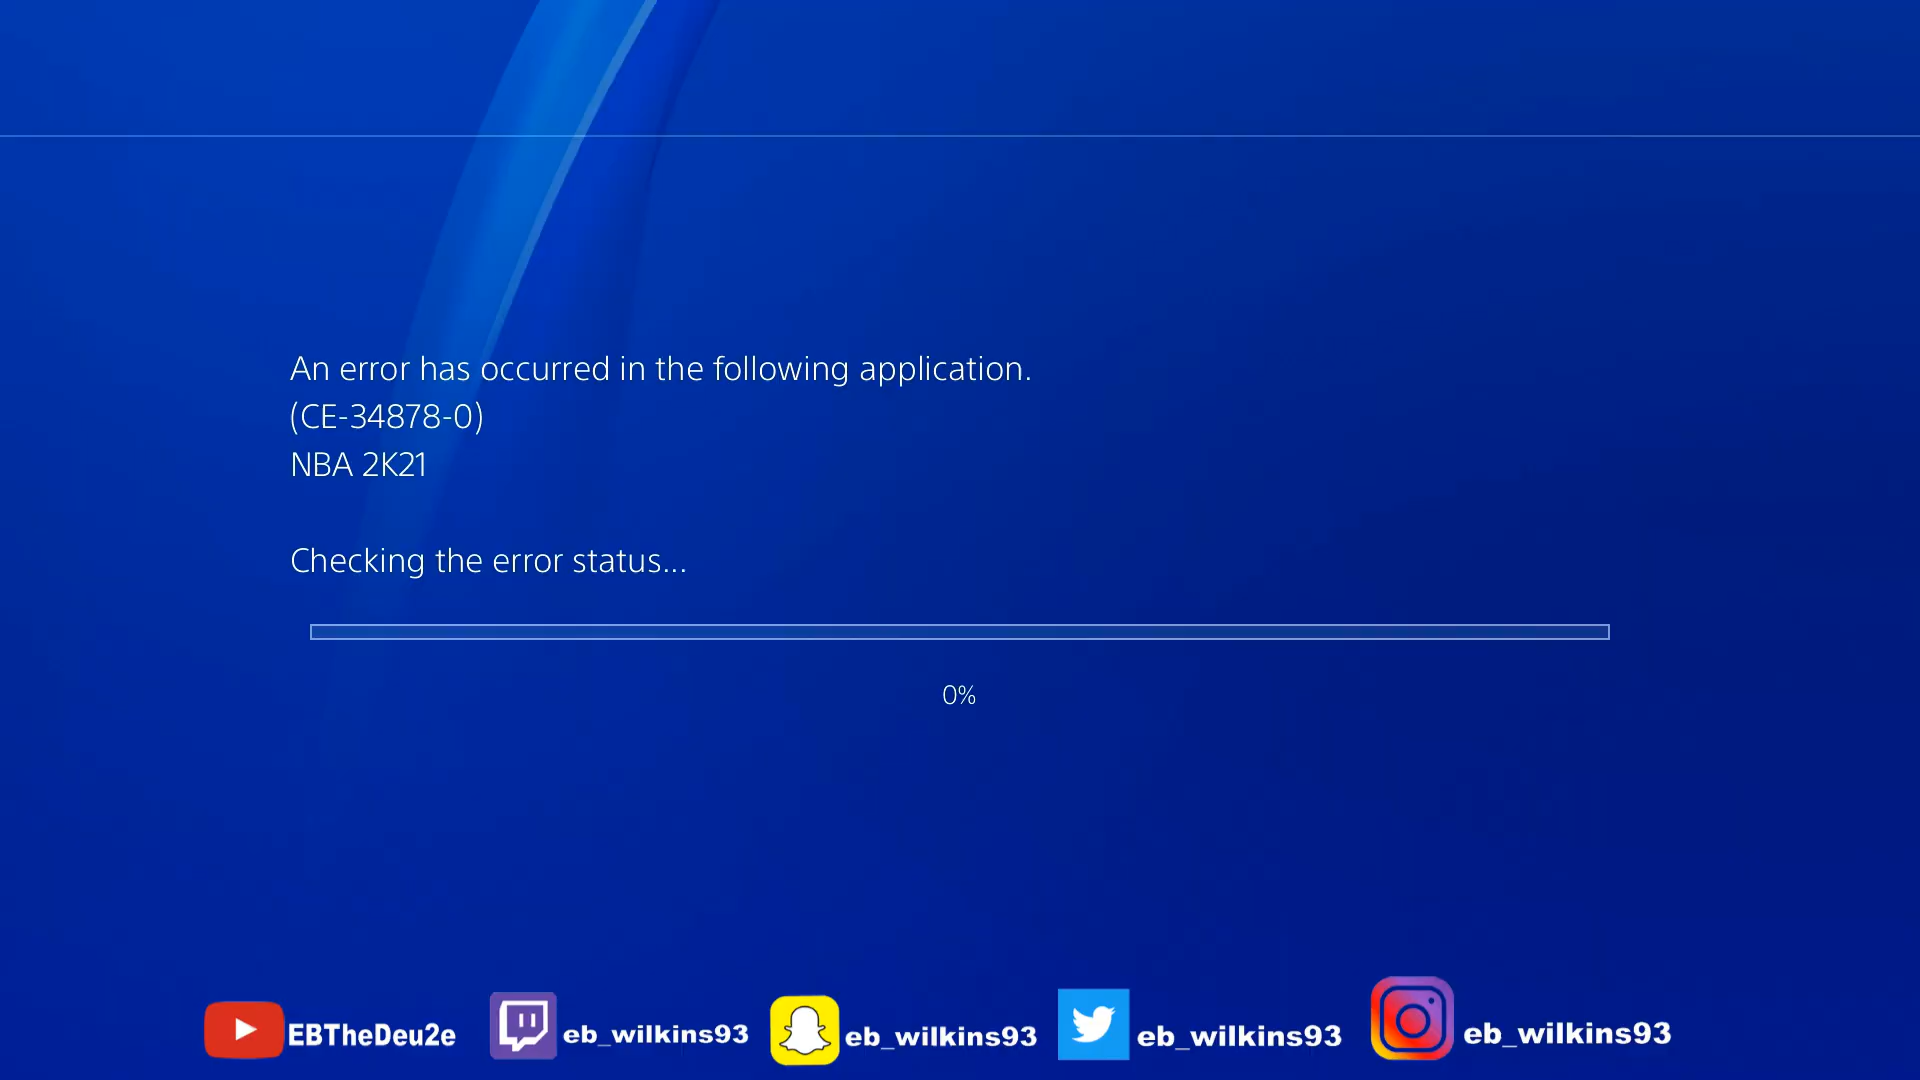 An error has occurred in the following application.
(CE-34878-0)
NBA 2K21
Checking the error status...
0%
EBTheDeu2e eb_wilkins93 eb_wilkins93 eb_wilkins93 eb_wilkins93